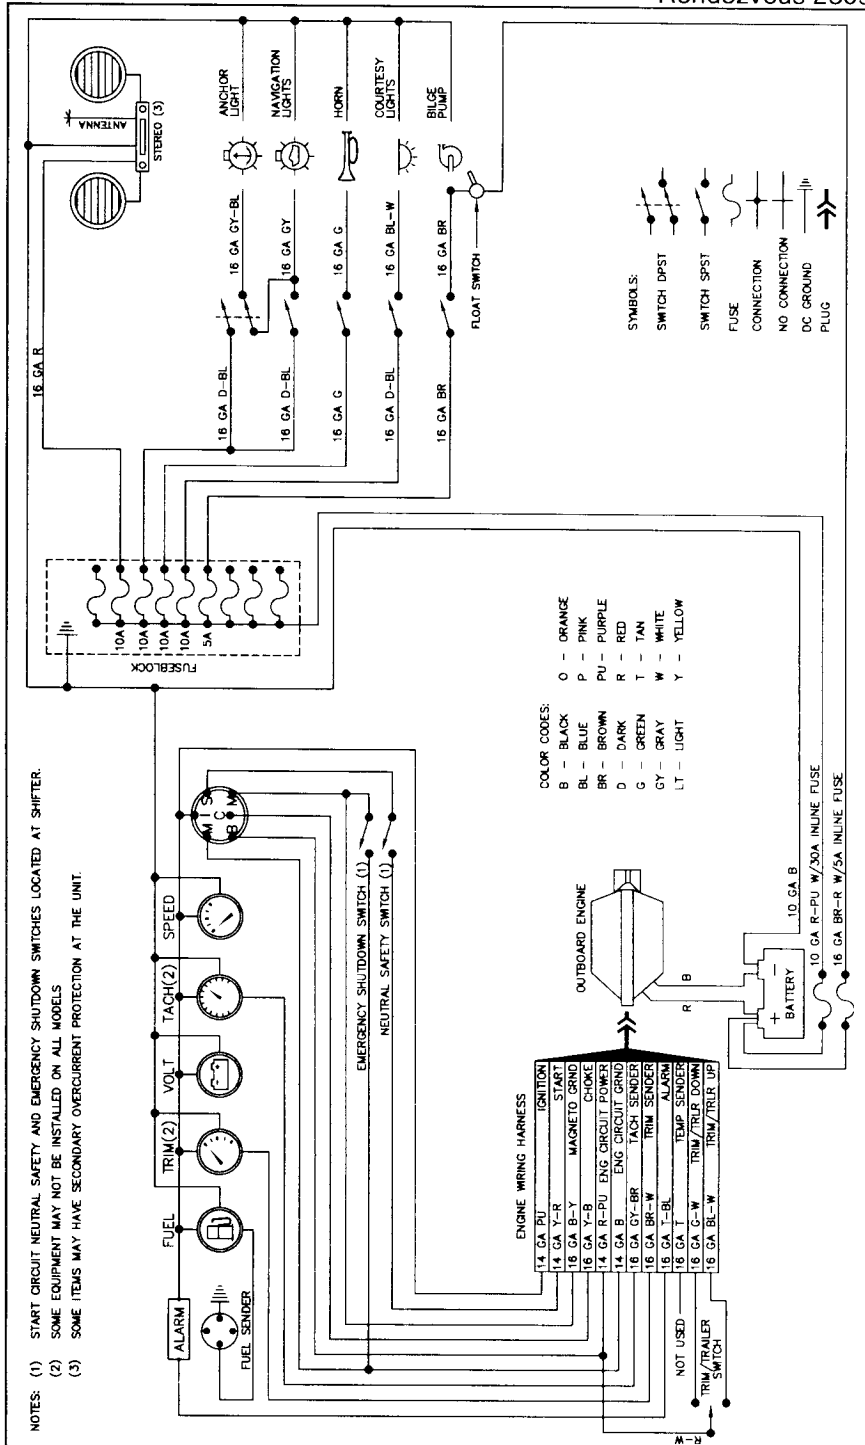 NOTES: (1) START CIRCUIT NEUTRAL SAFETY AND EMERGENCY SHUTDOWN SWITCHES LOCATED AT SHIFTER.
(2) SOME EQUIPMENT MAY NOT BE INSTALLED ON ALL MODELS
(3) SOME ITEMS MAY HAVE SECONDARY OVERCURRENT PROTECTION AT THE UNIT.
ALARM
FUEL
TRIM(2)
VOLT
TACH(2)
SPEED
FUEL SENDER
M I S
C
B M
EMERGENCY SHUTDOWN SWITCH (1)
NEUTRAL SAFETY SWITCH (1)
FUSEBLOCK
10A
10A
10A
10A
5A
16 GA R
ANTENNA
STEREO (3)
16 GA D-BL
16 GA GY-BL
ANCHOR
LIGHT
16 GA D-BL
16 GA GY
NAVIGATION
LIGHTS
16 GA G
16 GA G
HORN
16 GA D-BL
16 GA BL-W
COURTESY
LIGHTS
16 GA BR
16 GA BR
BILGE
PUMP
FLOAT SWITCH
ENGINE WIRING HARNESS
14 GA PU IGNITION
14 GA Y-R START
16 GA B-Y MAGNETO GRND
16 GA Y-B CHOKE
14 GA R-PU ENG CIRCUIT POWER
14 GA B ENG CIRCUIT GRND
16 GA GY-BR TACH SENDER
16 GA BR-W TRIM SENDER
16 GA T-BL ALARM
16 GA T TEMP SENDER
16 GA G-W TRIM/TRLR DOWN
16 GA BL-W TRIM/TRLR UP
NOT USED
TRIM/TRAILER
SWITCH
R-W
OUTBOARD ENGINE
R
B
+ −
BATTERY
10 GA B
10 GA R-PU W/30A INLINE FUSE
16 GA BR-R W/5A INLINE FUSE
COLOR CODES:
B – BLACK O – ORANGE
BL – BLUE P – PINK
BR – BROWN PU – PURPLE
D – DARK R – RED
G – GREEN T – TAN
GY – GRAY W – WHITE
LT – LIGHT Y – YELLOW
SYMBOLS:
SWITCH DPST
SWITCH SPST
FUSE
CONNECTION
NO CONNECTION
DC GROUND
PLUG